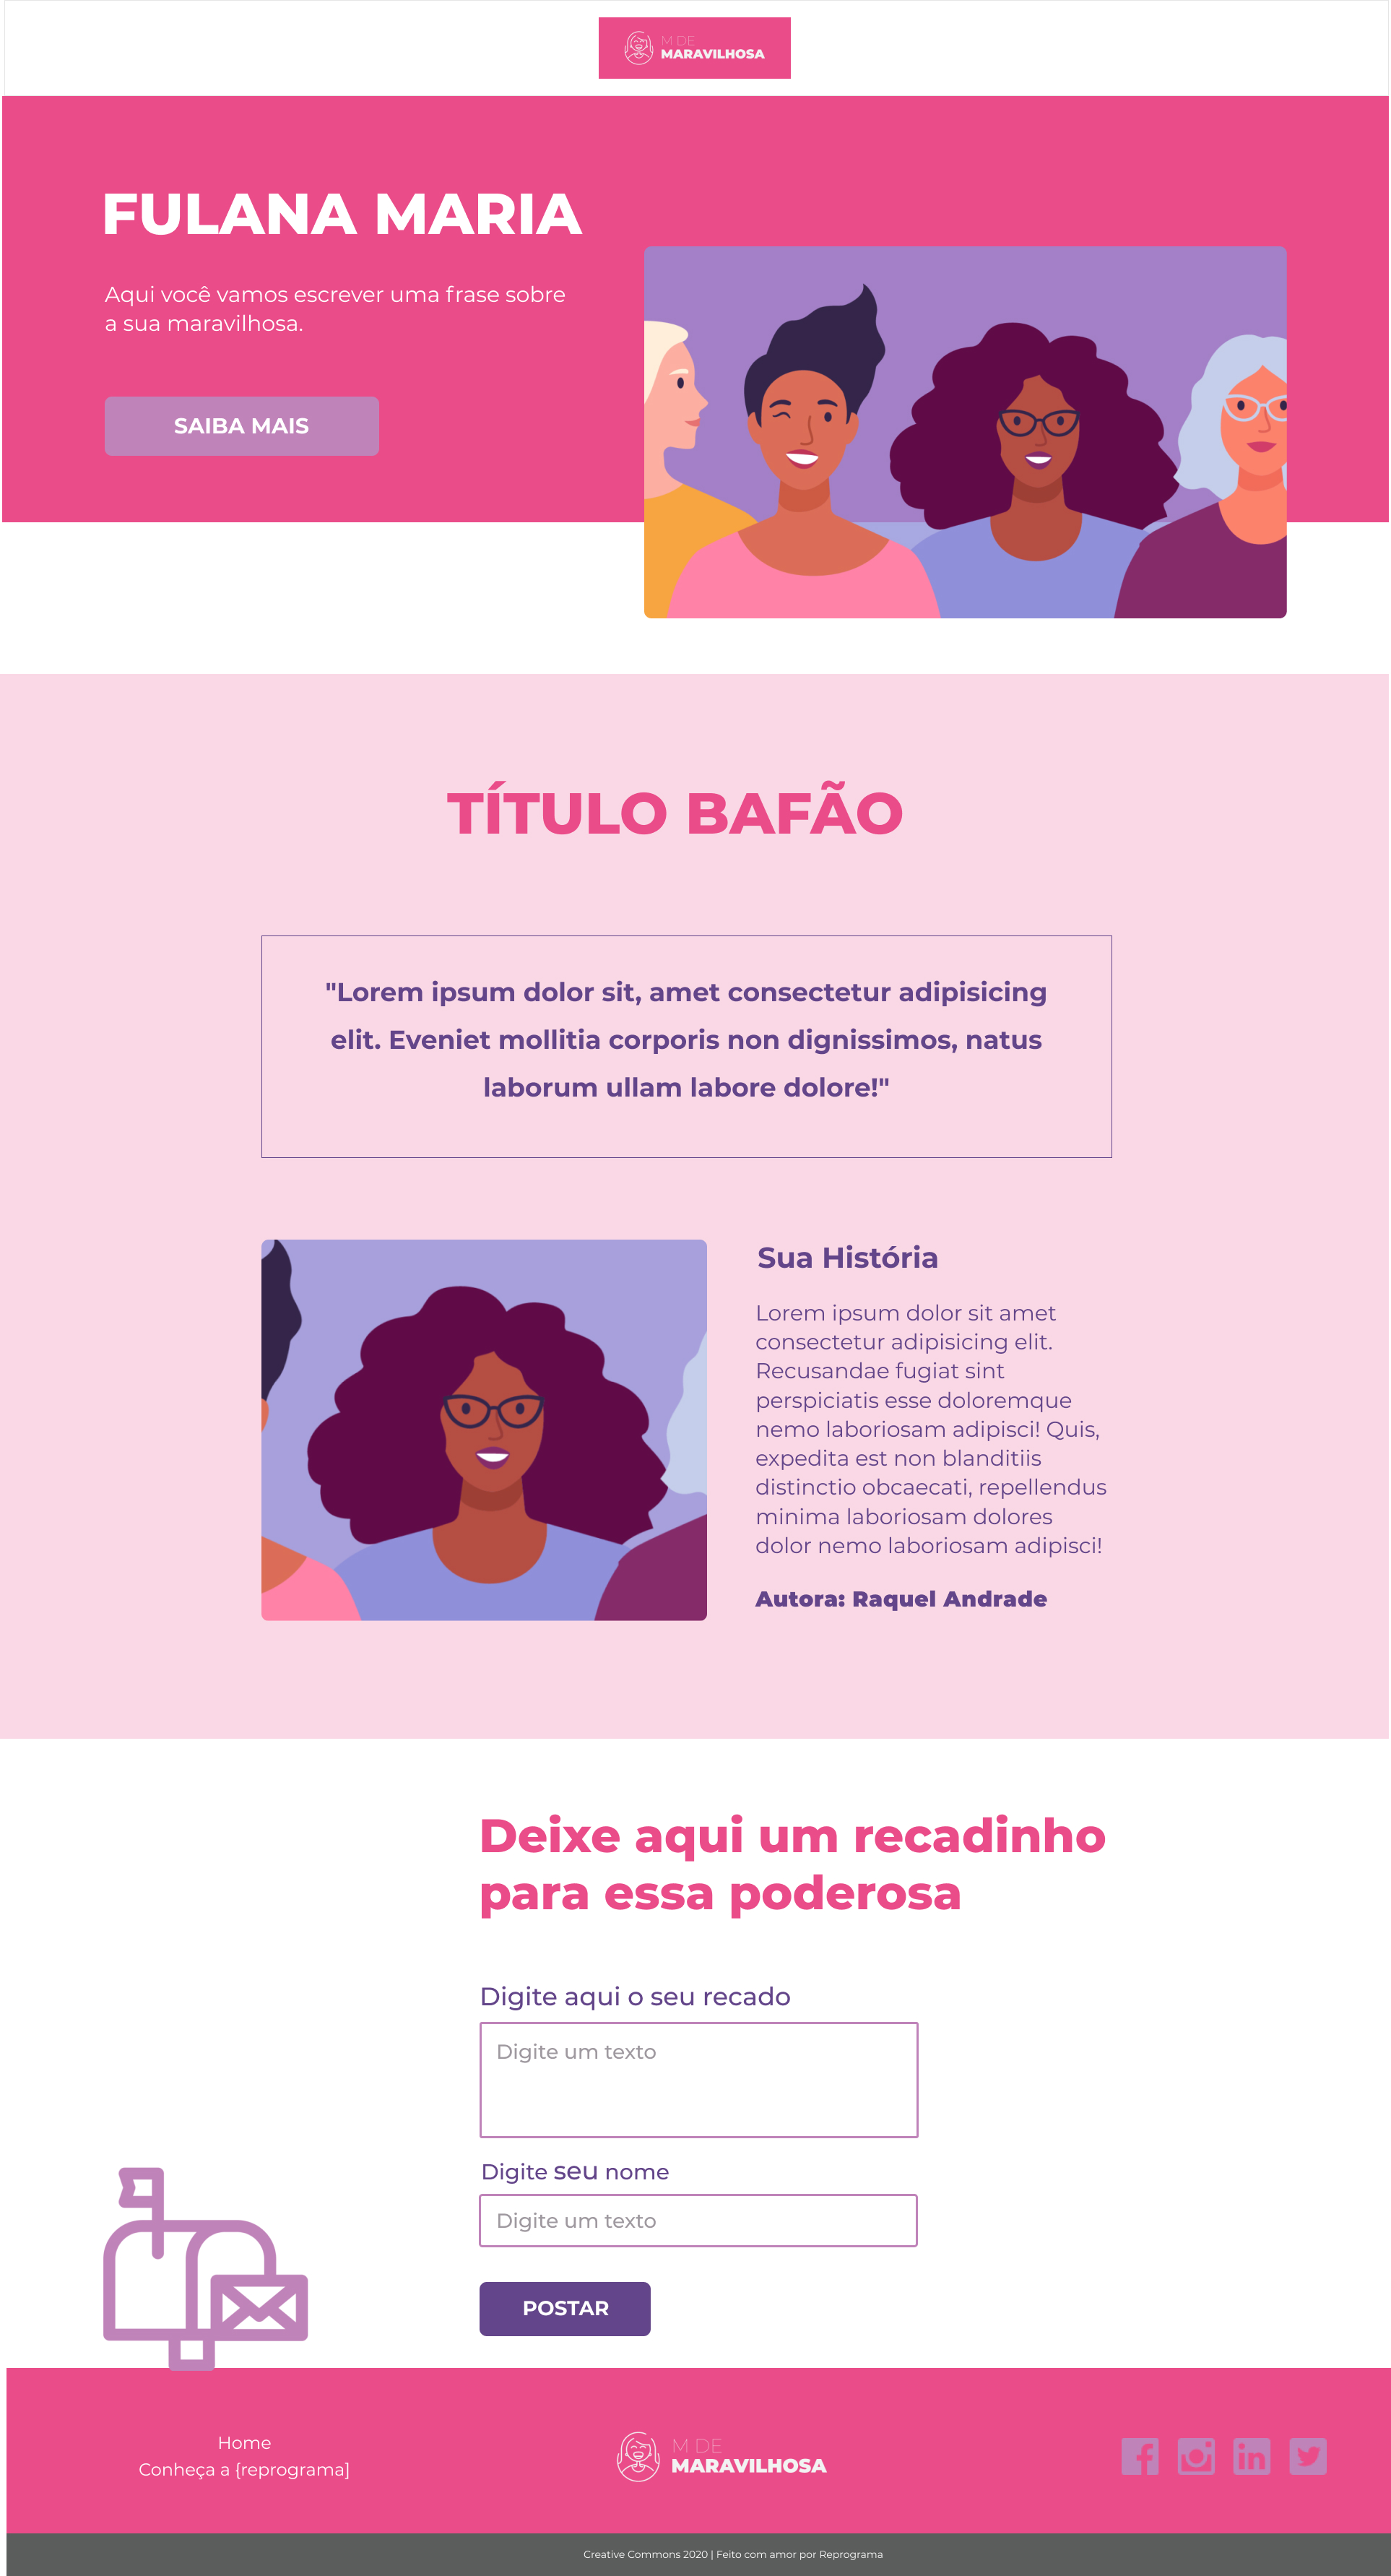 M DE
MARAVILHOSA
FULANA MARIA
Aqui você vamos escrever uma frase sobre
a sua maravilhosa.
SAIBA MAIS
TÍTULO BAFÃO
"Lorem ipsum dolor sit, amet consectetur adipisicing
elit. Eveniet mollitia corporis non dignissimos, natus
laborum ullam labore dolore!"
Sua História
Lorem ipsum dolor sit amet
consectetur adipisicing elit.
Recusandae fugiat sint
perspiciatis esse doloremque
nemo laboriosam adipisci! Quis,
expedita est non blanditiis
distinctio obcaecati, repellendus
minima laboriosam dolores
dolor nemo laboriosam adipisci!
Autora: Raquel Andrade
Deixe aqui um recadinho
para essa poderosa
Digite aqui o seu recado
Digite um texto
Digite seu nome
Digite um texto
POSTAR
Home
Conheça a {reprograma]
M DE
MARAVILHOSA
Creative Commons 2020 | Feito com amor por Reprograma